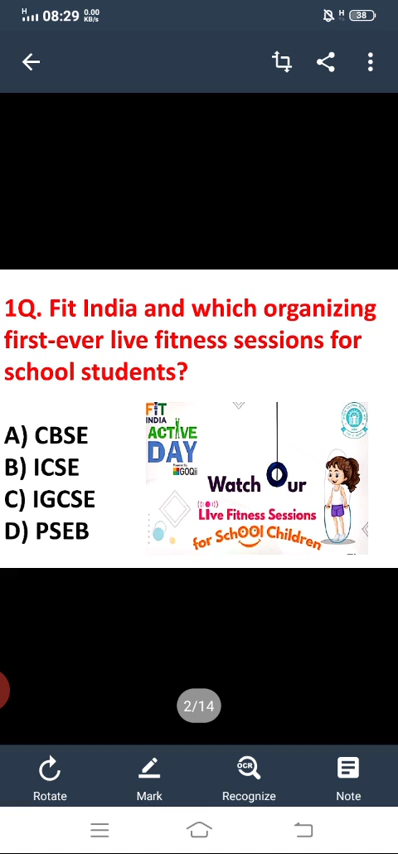 H 08:29 0.00 KB/s H 38
1Q. Fit India and which organizing
first-ever live fitness sessions for
school students?
A) CBSE
B) ICSE
C) IGCSE
D) PSEB
FiT
INDIA
ACTIVE
DAY
GOQii
Watch Our
LIve Fitness Sessions
for SchOOl Children
2/14
Rotate
Mark
OCR
Recognize
Note